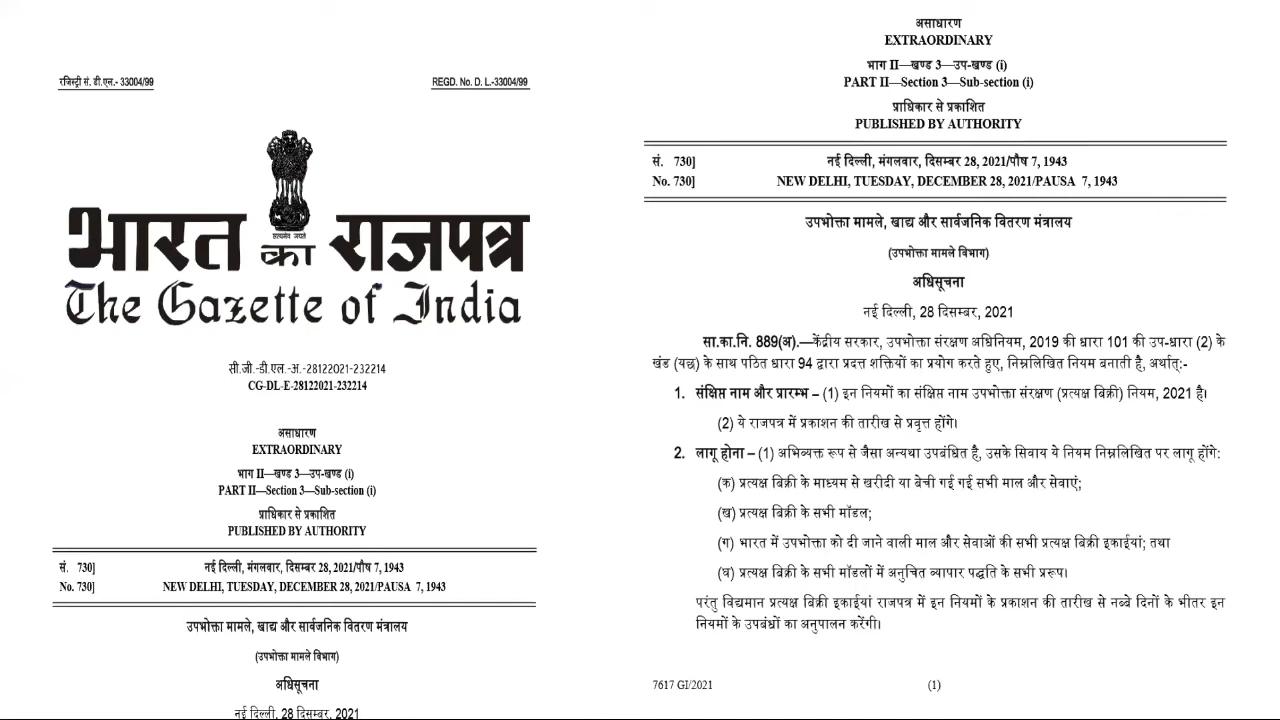 रजिस्ट्री सं. डी.एल.- 33004/99
REGD. No. D. L.-33004/99
सत्यमेव जयते
भारत का राजपत्र
The Gazette of India
सी.जी.-डी.एल.-अ.-28122021-232214
CG-DL-E-28122021-232214
असाधारण
EXTRAORDINARY
भाग II—खण्ड 3—उप-खण्ड (i)
PART II—Section 3—Sub-section (i)
प्राधिकार से प्रकाशित
PUBLISHED BY AUTHORITY
सं. 730]
नई दिल्ली, मंगलवार, दिसम्बर 28, 2021/पौष 7, 1943
No. 730]
NEW DELHI, TUESDAY, DECEMBER 28, 2021/PAUSA 7, 1943
उपभोक्ता मामले, खाद्य और सार्वजनिक वितरण मंत्रालय
(उपभोक्ता मामले विभाग)
अधिसूचना
नई दिल्ली, 28 दिसम्बर, 2021
असाधारण
EXTRAORDINARY
भाग II—खण्ड 3—उप-खण्ड (i)
PART II—Section 3—Sub-section (i)
प्राधिकार से प्रकाशित
PUBLISHED BY AUTHORITY
सं. 730]
नई दिल्ली, मंगलवार, दिसम्बर 28, 2021/पौष 7, 1943
No. 730]
NEW DELHI, TUESDAY, DECEMBER 28, 2021/PAUSA 7, 1943
उपभोक्ता मामले, खाद्य और सार्वजनिक वितरण मंत्रालय
(उपभोक्ता मामले विभाग)
अधिसूचना
नई दिल्ली, 28 दिसम्बर, 2021
सा.का.नि. 889(अ).—केंद्रीय सरकार, उपभोक्ता संरक्षण अधिनियम, 2019 की धारा 101 की उप-धारा (2) के
खंड (यछ) के साथ पठित धारा 94 द्वारा प्रदत्त शक्तियों का प्रयोग करते हुए, निम्नलिखित नियम बनाती है, अर्थात्:-
1. संक्षिप्त नाम और प्रारम्भ – (1) इन नियमों का संक्षिप्त नाम उपभोक्ता संरक्षण (प्रत्यक्ष बिक्री) नियम, 2021 है।
(2) ये राजपत्र में प्रकाशन की तारीख से प्रवृत्त होंगे।
2. लागू होना – (1) अभिव्यक्त रूप से जैसा अन्यथा उपबंधित है, उसके सिवाय ये नियम निम्नलिखित पर लागू होंगे:
(क) प्रत्यक्ष बिक्री के माध्यम से खरीदी या बेची गई गई सभी माल और सेवाएं;
(ख) प्रत्यक्ष बिक्री के सभी मॉडल;
(ग) भारत में उपभोक्ता को दी जाने वाली माल और सेवाओं की सभी प्रत्यक्ष बिक्री इकाईयां; तथा
(घ) प्रत्यक्ष बिक्री के सभी मॉडलों में अनुचित व्यापार पद्धति के सभी प्ररूप।
परंतु विद्यमान प्रत्यक्ष बिक्री इकाईयां राजपत्र में इन नियमों के प्रकाशन की तारीख से नब्बे दिनों के भीतर इन
नियमों के उपबंधों का अनुपालन करेंगी।
7617 GI/2021
(1)